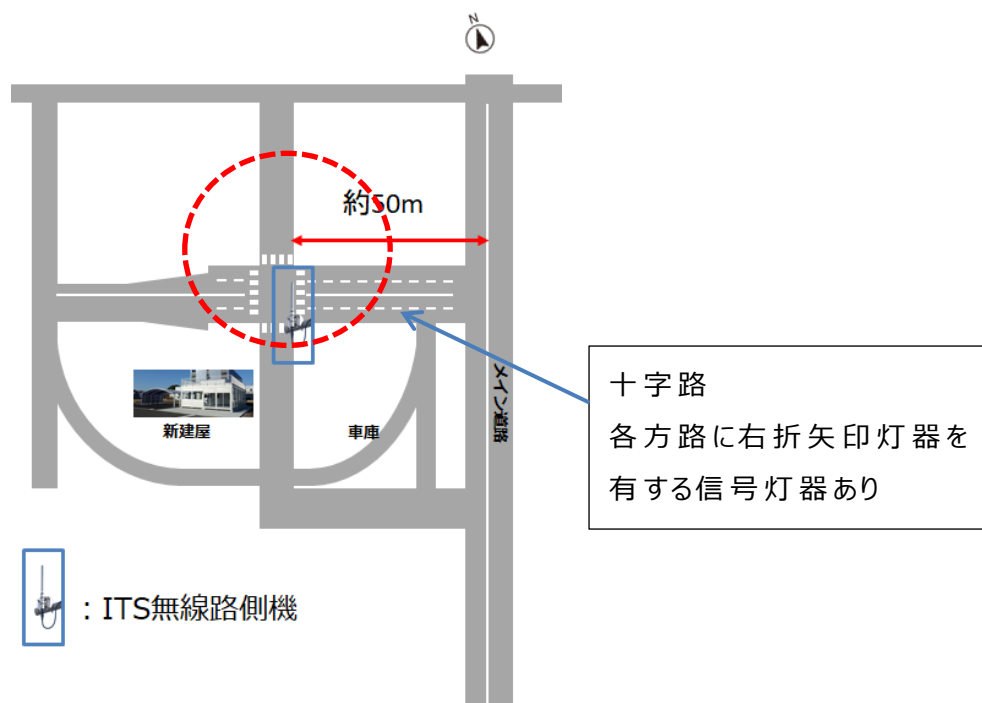 N
約50m
メイン道路
十字路
各方路に右折矢印灯器を
有する信号灯器あり
新建屋
車庫
：ITS無線路側機